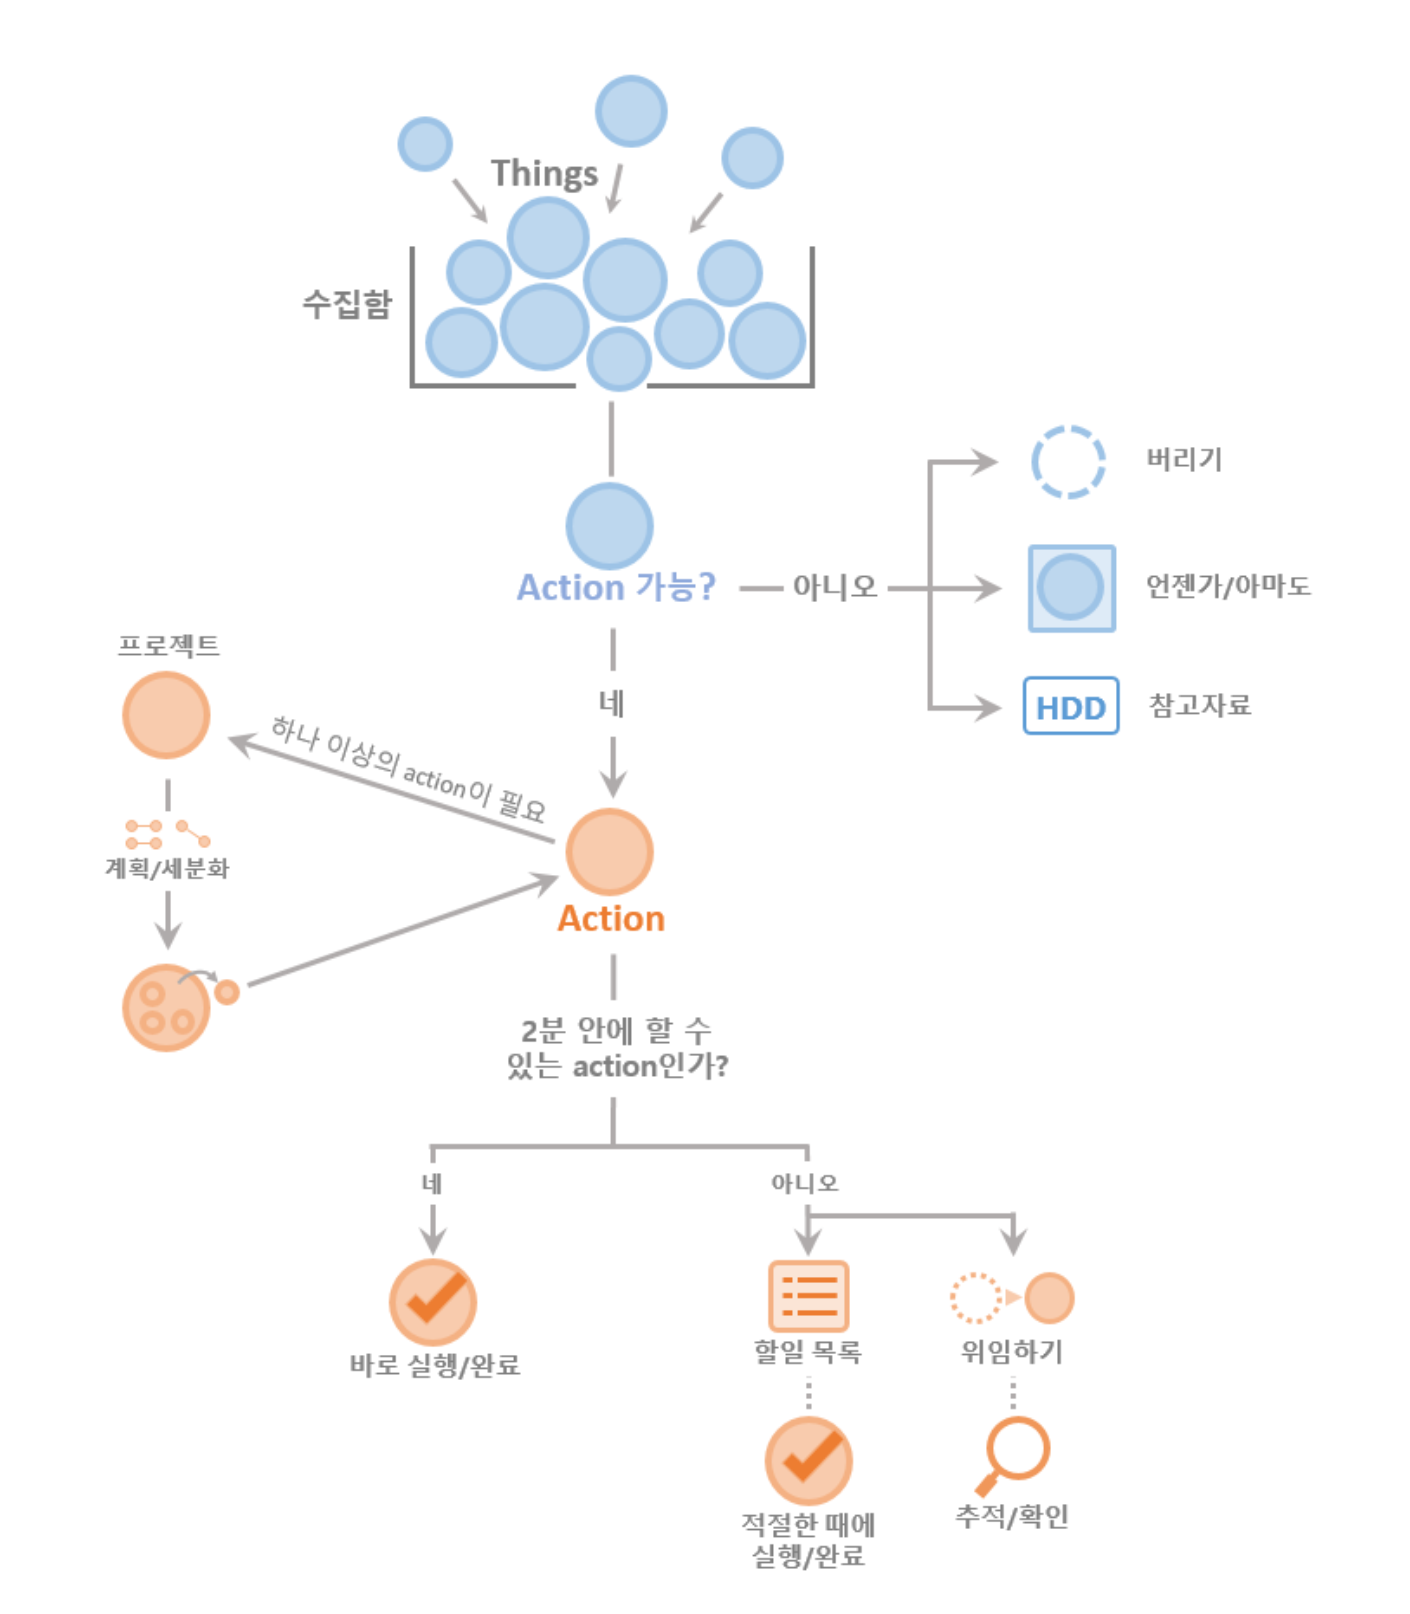 Things
수집함
버리기
Action 가능?
아니오
언젠가/아마도
HDD
참고자료
네
프로젝트
하나 이상의 action이 필요
계획/세분화
Action
2분 안에 할 수
있는 action인가?
네
아니오
바로 실행/완료
할일 목록
위임하기
적절한 때에
실행/완료
추적/확인